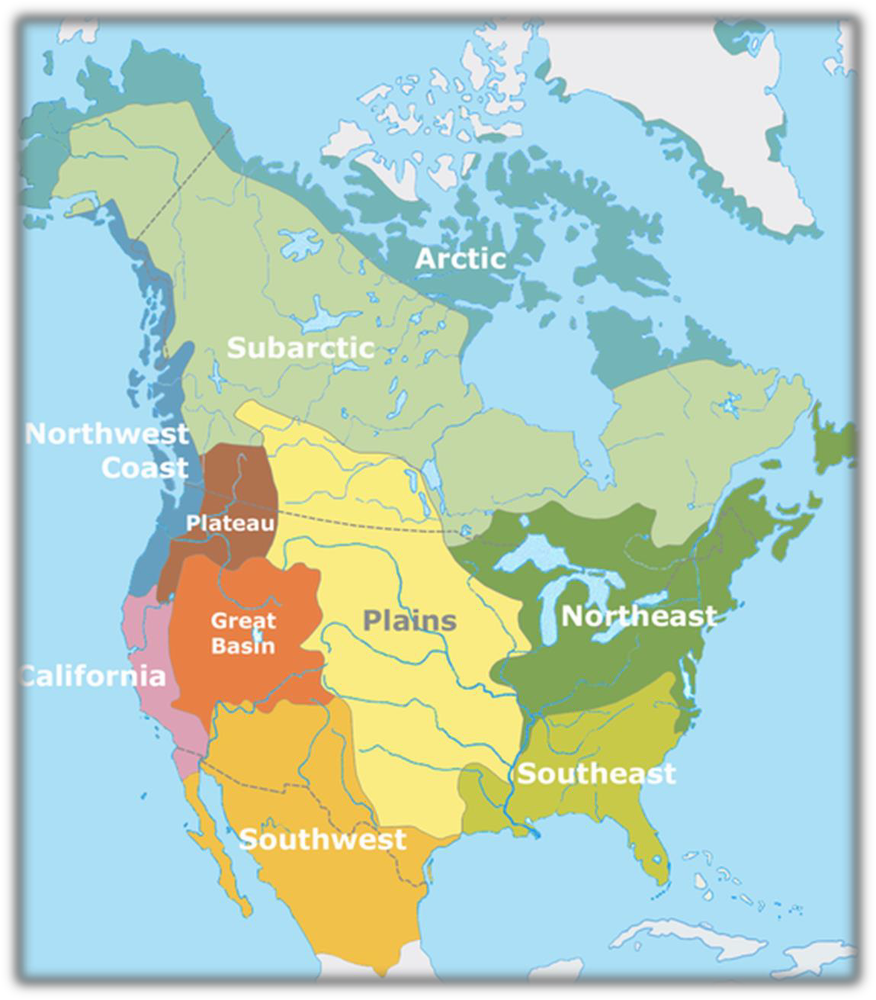 Arctic
Subarctic
Northwest
Coast
Plateau
Great
Basin
Plains
Northeast
California
Southeast
Southwest